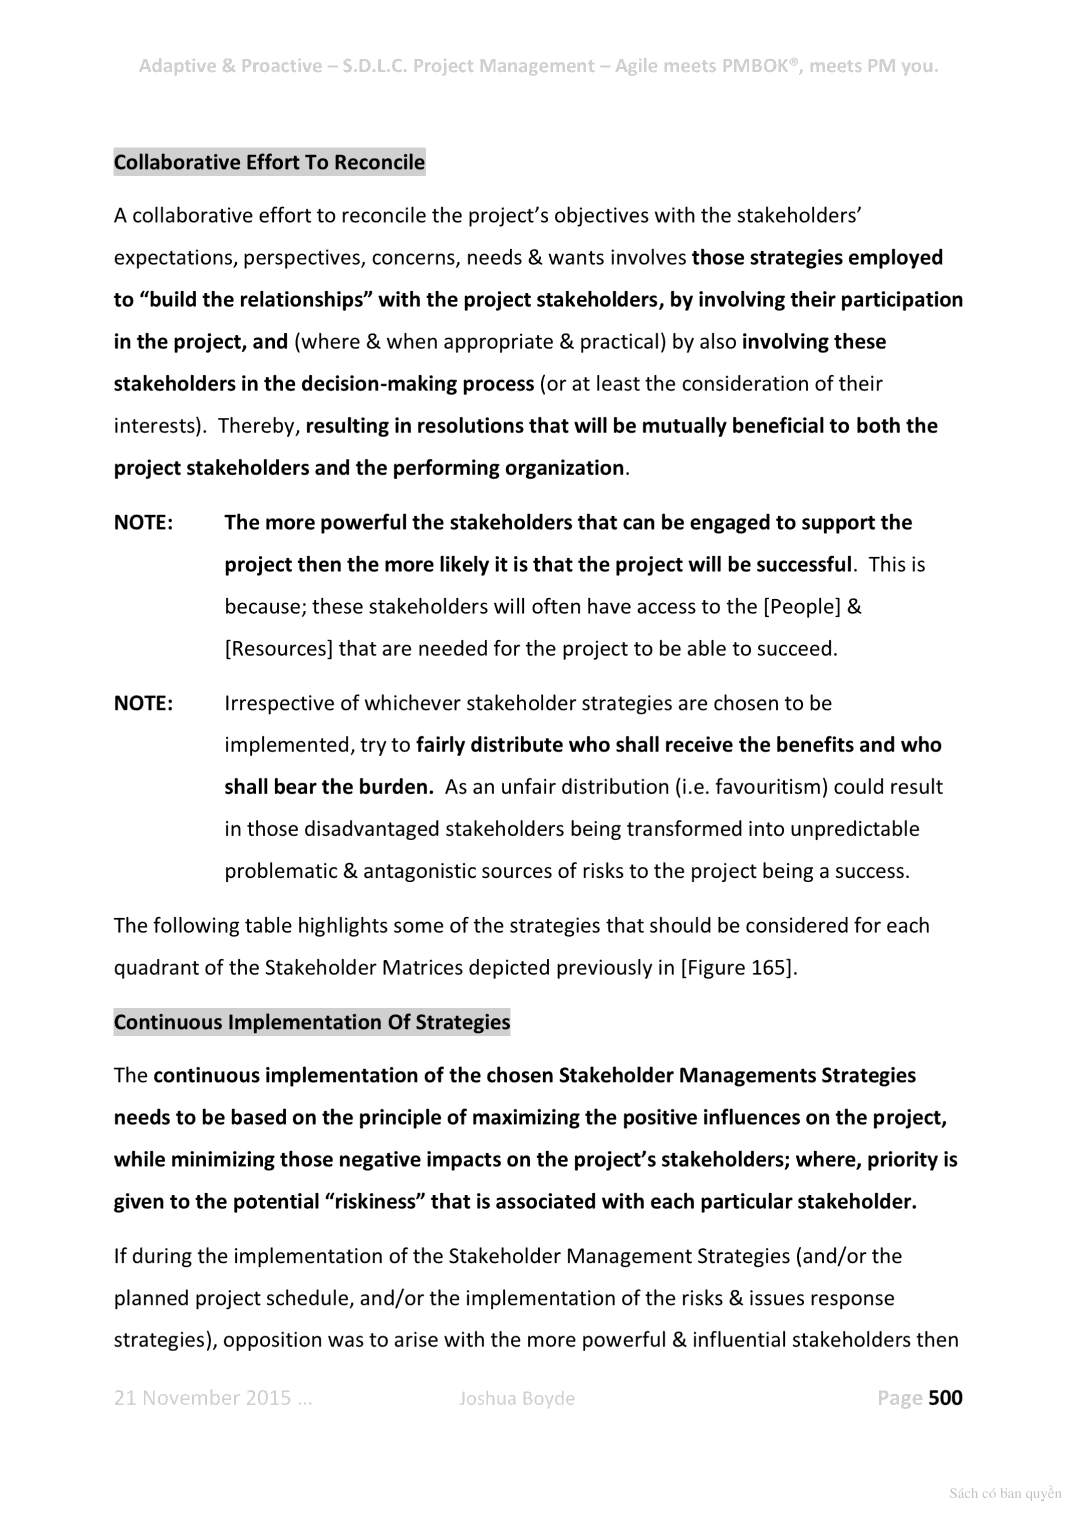 Adaptive & Proactive – S.D.L.C. Project Management – Agile meets PMBOK®, meets PM you.
Collaborative Effort To Reconcile
A collaborative effort to reconcile the project’s objectives with the stakeholders’
expectations, perspectives, concerns, needs & wants involves those strategies employed
to “build the relationships” with the project stakeholders, by involving their participation
in the project, and (where & when appropriate & practical) by also involving these
stakeholders in the decision-making process (or at least the consideration of their
interests).  Thereby, resulting in resolutions that will be mutually beneficial to both the
project stakeholders and the performing organization.
NOTE: The more powerful the stakeholders that can be engaged to support the
project then the more likely it is that the project will be successful.  This is
because; these stakeholders will often have access to the [People] &
[Resources] that are needed for the project to be able to succeed.
NOTE: Irrespective of whichever stakeholder strategies are chosen to be
implemented, try to fairly distribute who shall receive the benefits and who
shall bear the burden.  As an unfair distribution (i.e. favouritism) could result
in those disadvantaged stakeholders being transformed into unpredictable
problematic & antagonistic sources of risks to the project being a success.
The following table highlights some of the strategies that should be considered for each
quadrant of the Stakeholder Matrices depicted previously in [Figure 165].
Continuous Implementation Of Strategies
The continuous implementation of the chosen Stakeholder Managements Strategies
needs to be based on the principle of maximizing the positive influences on the project,
while minimizing those negative impacts on the project’s stakeholders; where, priority is
given to the potential “riskiness” that is associated with each particular stakeholder.
If during the implementation of the Stakeholder Management Strategies (and/or the
planned project schedule, and/or the implementation of the risks & issues response
strategies), opposition was to arise with the more powerful & influential stakeholders then
21 November 2015 ... Joshua Boyde Page 500
Sách có bản quyền